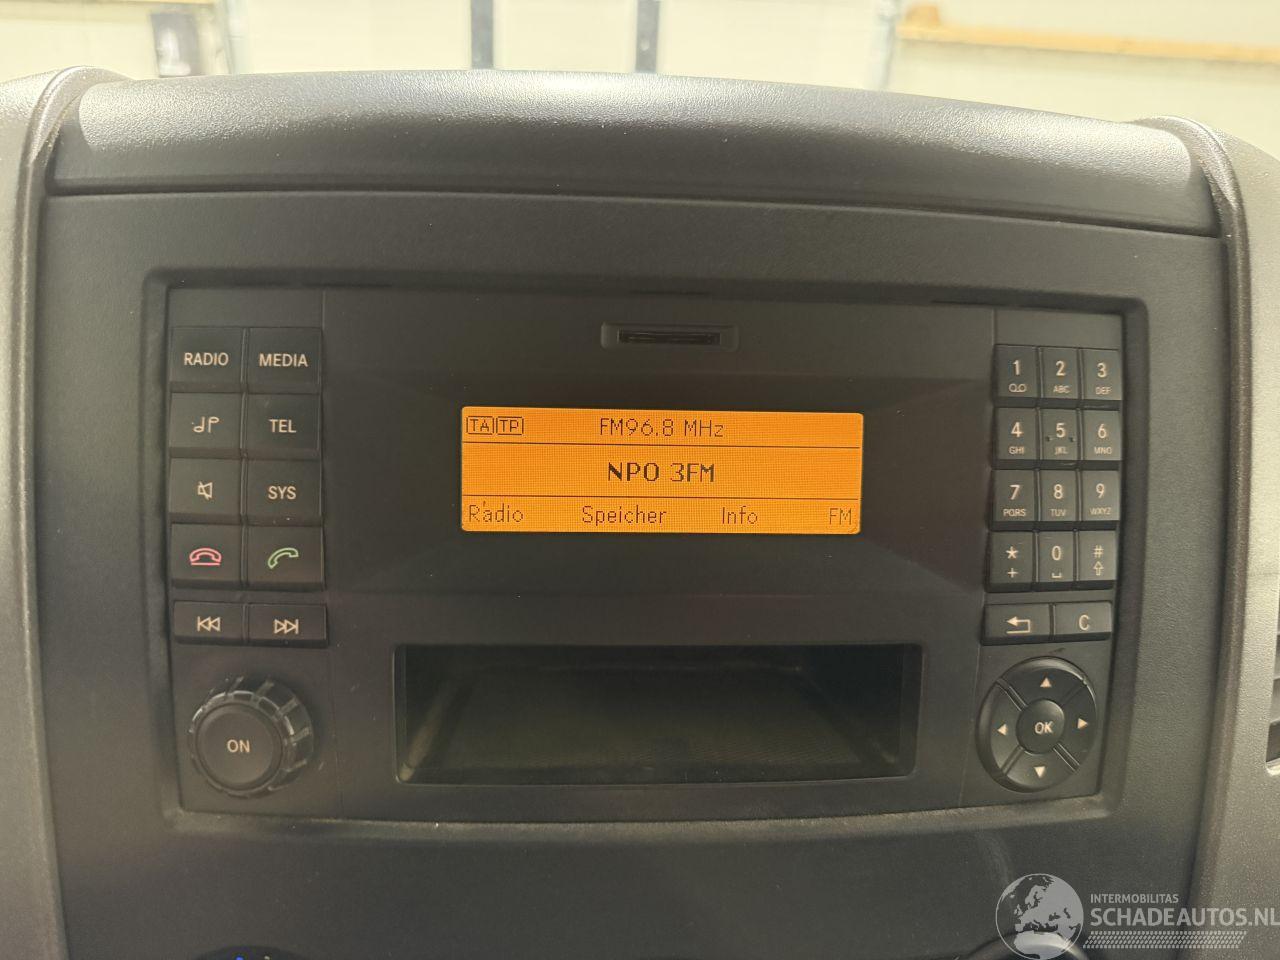 RADIO MEDIA
TEL
SYS
ON
TA TP FM96.8 MHz
NPO 3FM
Radio Speicher Info FM
1 2 ABC 3 DEF
4 GHI 5 JKL 6 MNO
7 PQRS 8 TUV 9 WXYZ
* + 0 #
C
OK
INTERMOBILITAS
SCHADEAUTOS.NL